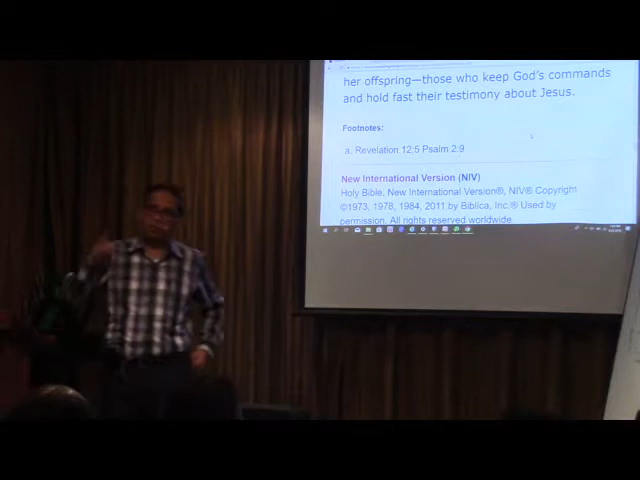 her offspring—those who keep God's commands
and hold fast their testimony about Jesus.
Footnotes:
a. Revelation 12:5 Psalm 2:9
New International Version (NIV)
Holy Bible, New International Version®, NIV® Copyright
©1973, 1978, 1984, 2011 by Biblica, Inc.® Used by
permission. All rights reserved worldwide.